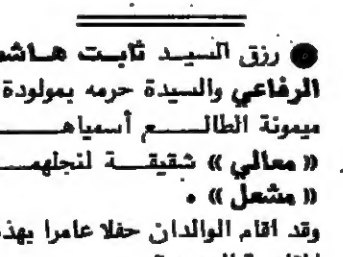 ● رزق السيد ثابت هاشم
الرفاعي والسيدة حرمه بمولودة
ميمونة الطالع أسمياها
« معالي » شقيقة لنجلهما
« مشعل » .
وقد اقام الوالدان حفلا عامرا بهذه